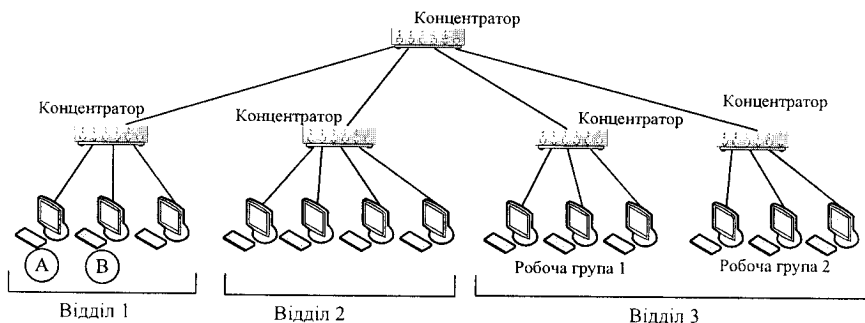 Концентратор
Концентратор
Концентратор
Концентратор
Концентратор
A
B
Робоча група 1
Робоча група 2
Відділ 1
Відділ 2
Відділ 3